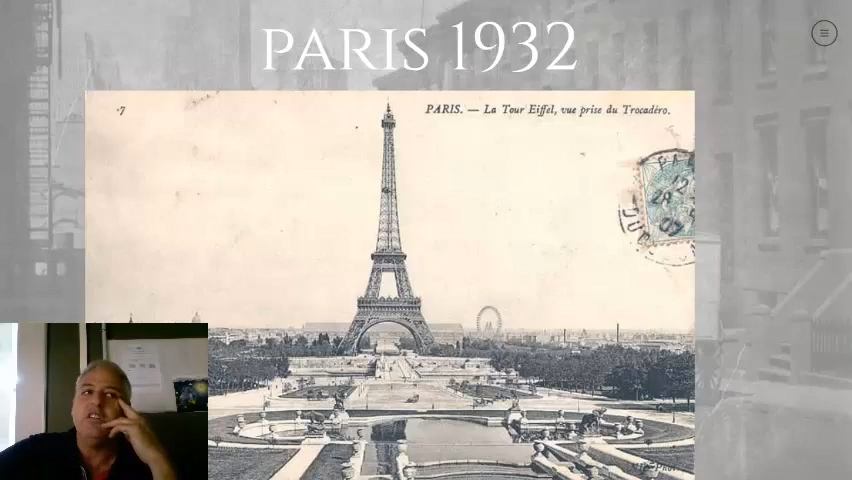 PARIS 1932
7
PARIS. — La Tour Eiffel, vue prise du Trocadéro.